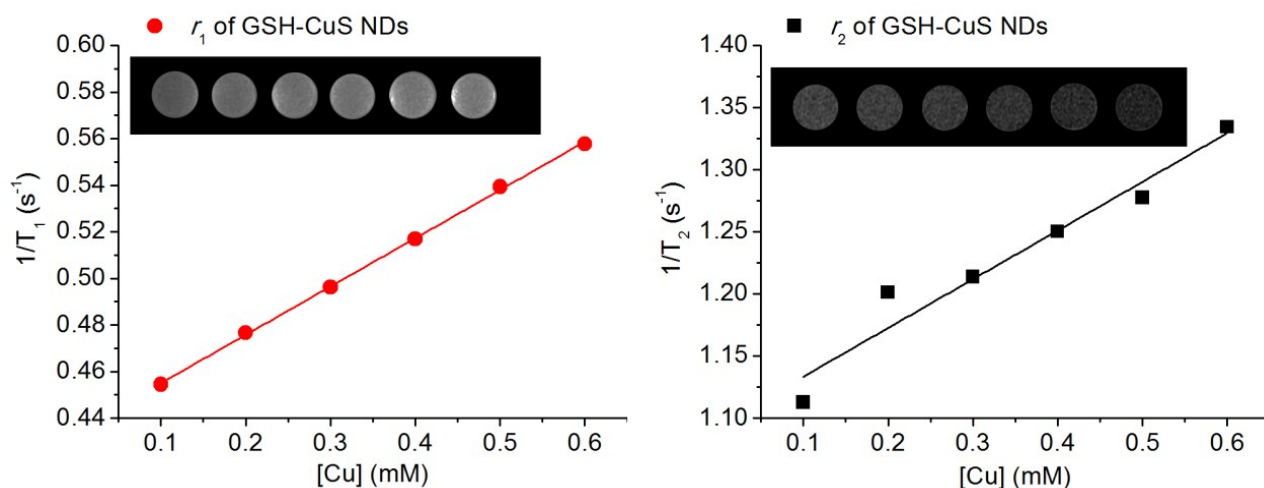 r₁ of GSH-CuS NDs
0.60
0.58
0.56
0.54
0.52
0.50
0.48
0.46
0.44
1/T₁ (s⁻¹)
0.1 0.2 0.3 0.4 0.5 0.6
[Cu] (mM)
r₂ of GSH-CuS NDs
1.40
1.35
1.30
1.25
1.20
1.15
1.10
1/T₂ (s⁻¹)
0.1 0.2 0.3 0.4 0.5 0.6
[Cu] (mM)